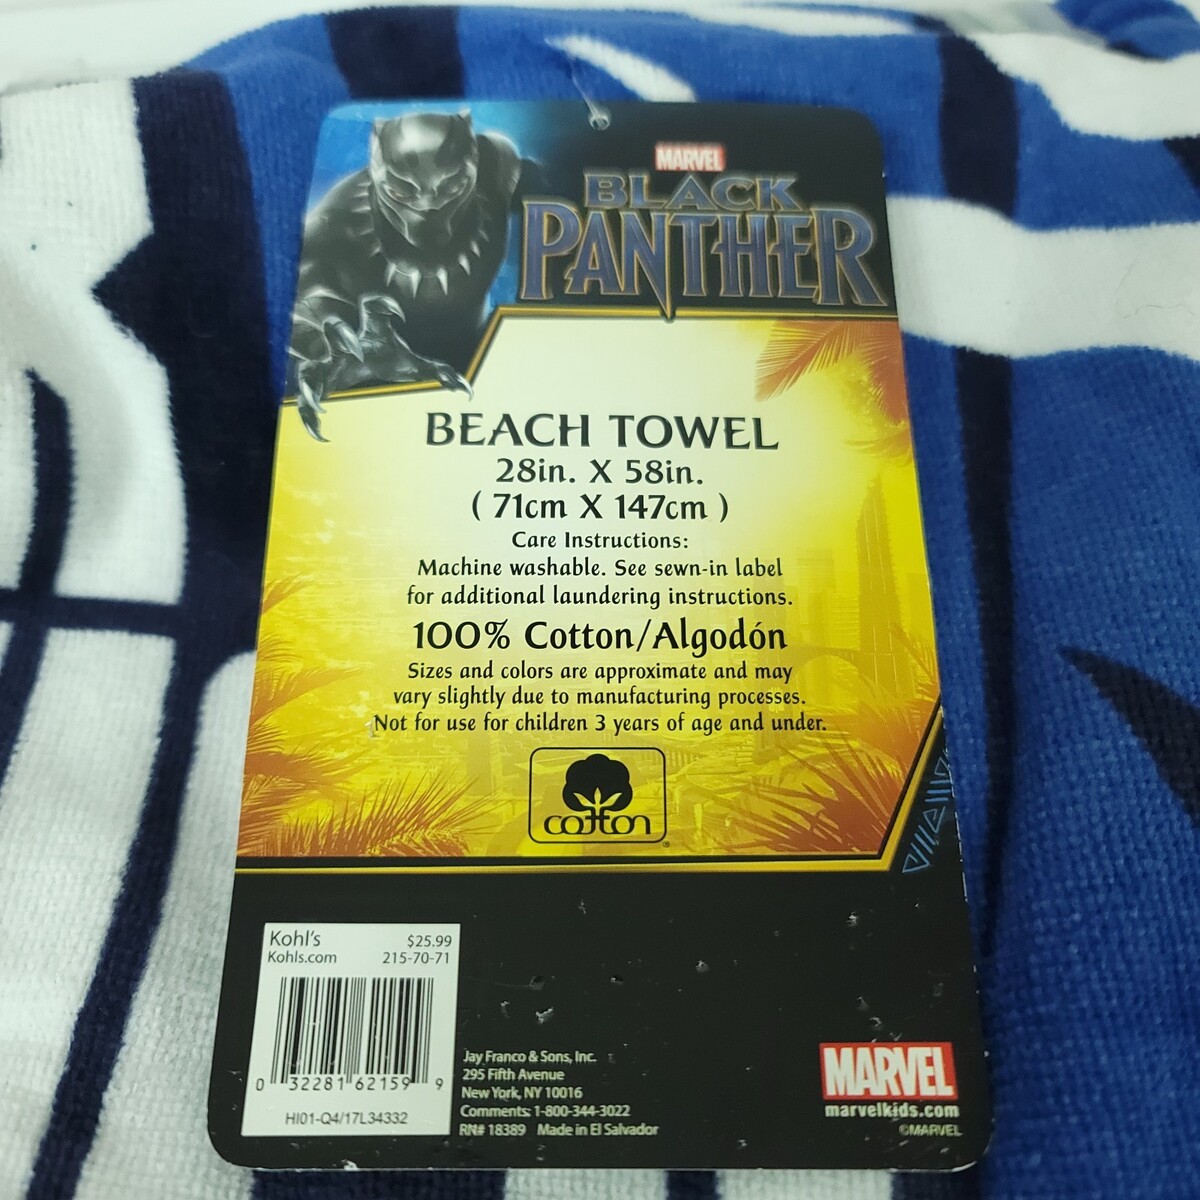 MARVEL
BLACK
PANTHER
BEACH TOWEL
28in. X 58in.
( 71cm X 147cm )
Care Instructions:
Machine washable. See sewn-in label
for additional laundering instructions.
100% Cotton/Algodón
Sizes and colors are approximate and may
vary slightly due to manufacturing processes.
Not for use for children 3 years of age and under.
cotton
®
Kohl's $25.99
Kohls.com 215-70-71
0 32281 62159 9
HI01-Q4/17L34332
Jay Franco & Sons, Inc.
295 Fifth Avenue
New York, NY 10016
Comments: 1-800-344-3022
RN# 18389 Made in El Salvador
MARVEL
marvelkids.com
©MARVEL